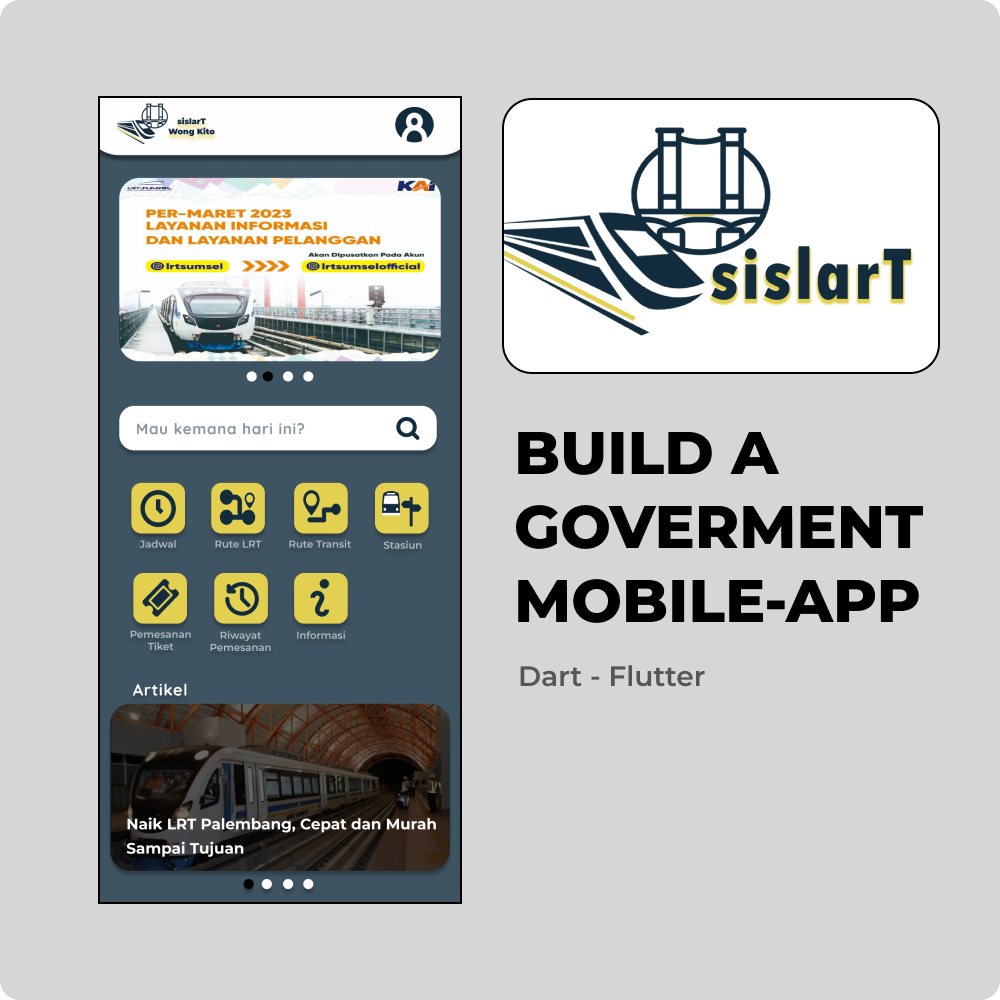 sislarT
Wong Kito
LRT SUMSEL
KAI
PER-MARET 2023
LAYANAN INFORMASI
DAN LAYANAN PELANGGAN
Akan Dipusatkan Pada Akun
lrtsumsel
lrtsumselofficial
Mau kemana hari ini?
Jadwal
Rute LRT
Rute Transit
Stasiun
Pemesanan
Tiket
Riwayat
Pemesanan
Informasi
Artikel
Naik LRT Palembang, Cepat dan Murah
Sampai Tujuan
sislarT
BUILD A
GOVERMENT
MOBILE-APP
Dart - Flutter